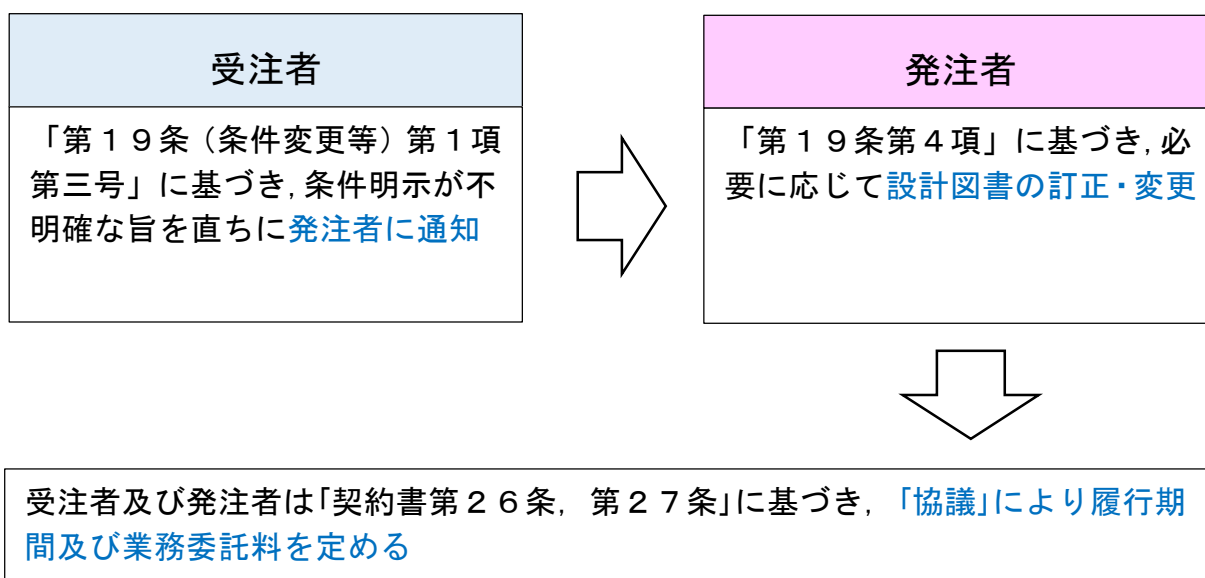 受注者
「第１９条（条件変更等）第１項
第三号」に基づき,条件明示が不
明確な旨を直ちに発注者に通知
発注者
「第１９条第４項」に基づき,必
要に応じて設計図書の訂正・変更
受注者及び発注者は｢契約書第２６条，第２７条｣に基づき，｢協議｣により履行期
間及び業務委託料を定める